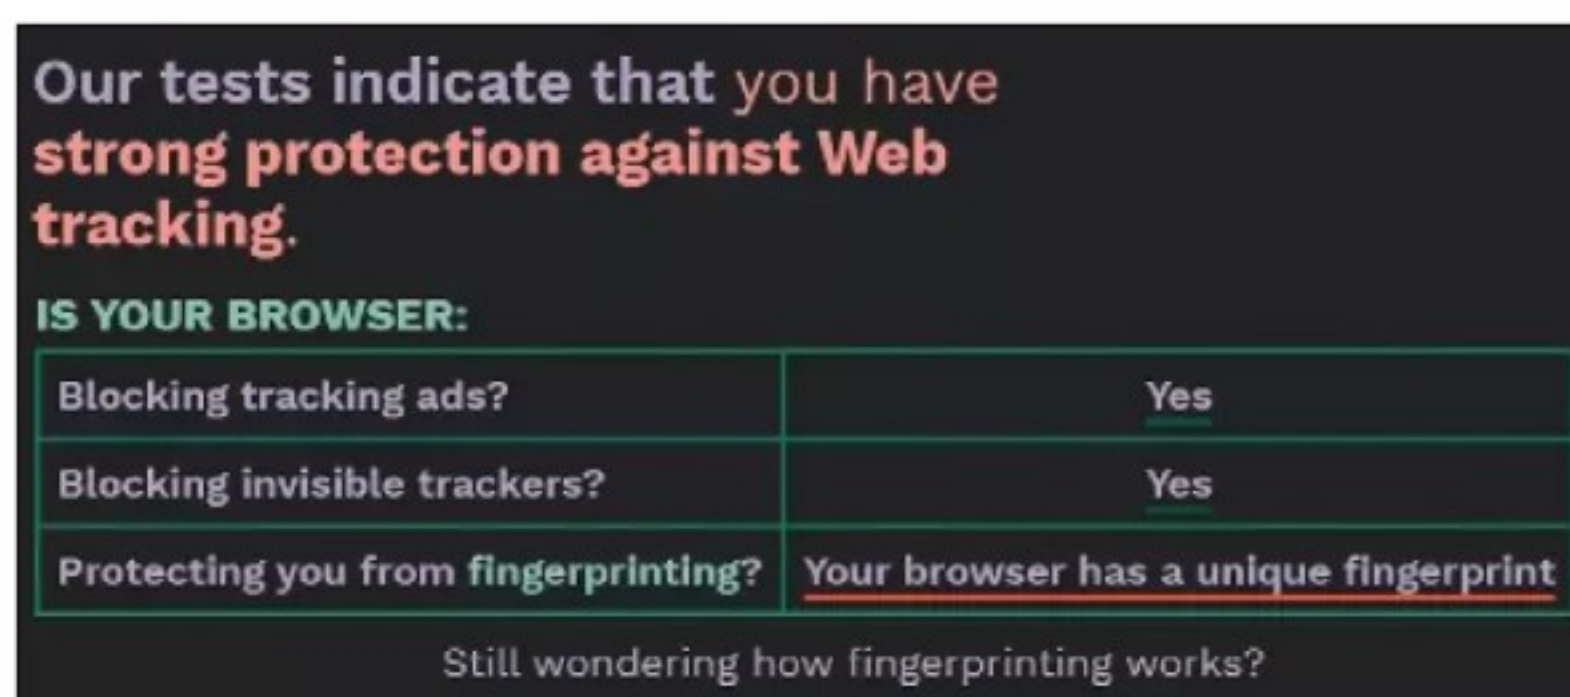 Our tests indicate that you have
strong protection against Web
tracking.
IS YOUR BROWSER:
Blocking tracking ads? Yes
Blocking invisible trackers? Yes
Protecting you from fingerprinting? Your browser has a unique fingerprint
Still wondering how fingerprinting works?